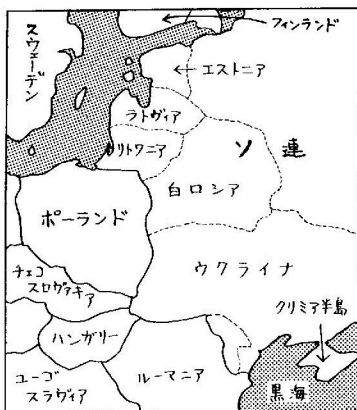 フィンランド
スウェーデン
エストニア
ラトヴィア
リトワニア
ソ連
白ロシア
ポーランド
ウクライナ
チェコ
スロヴァキア
クリミア半島
ハンガリー
ルーマニア
ユーゴ
スラヴィア
黒海